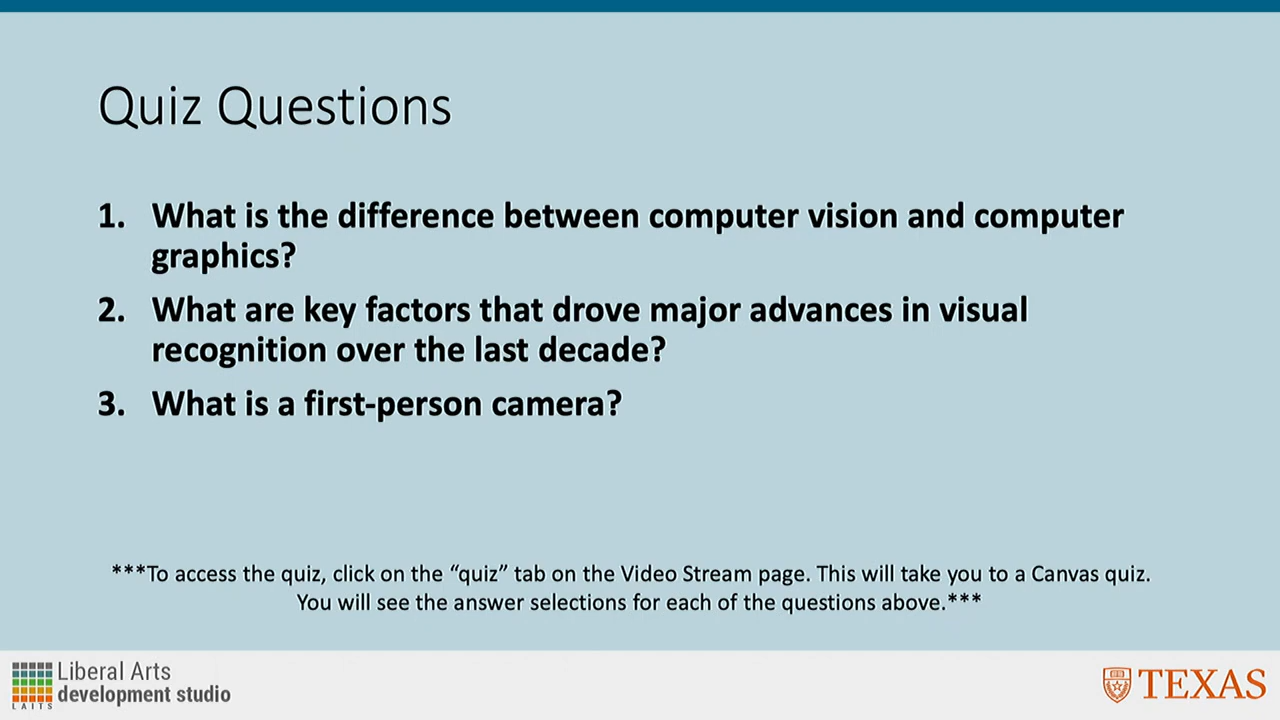 Quiz Questions
1. What is the difference between computer vision and computer
graphics?
2. What are key factors that drove major advances in visual
recognition over the last decade?
3. What is a first-person camera?
***To access the quiz, click on the “quiz” tab on the Video Stream page. This will take you to a Canvas quiz.
You will see the answer selections for each of the questions above.***
Liberal Arts
development studio
LAITS
TEXAS